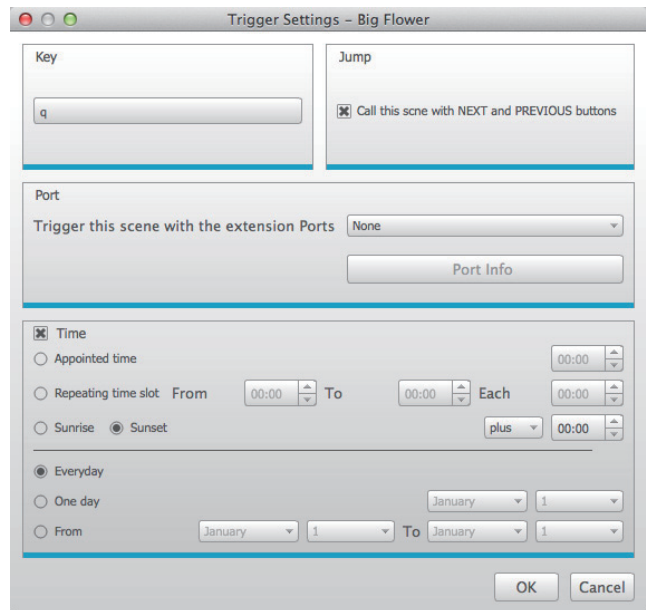 Trigger Settings – Big Flower
Key
Jump
q
Call this scne with NEXT and PREVIOUS buttons
Port
Trigger this scene with the extension Ports None
Port Info
Time
Appointed time 00:00
Repeating time slot From 00:00 To 00:00 Each 00:00
Sunrise Sunset plus 00:00
Everyday
One day January 1
From January 1 To January 1
OK Cancel